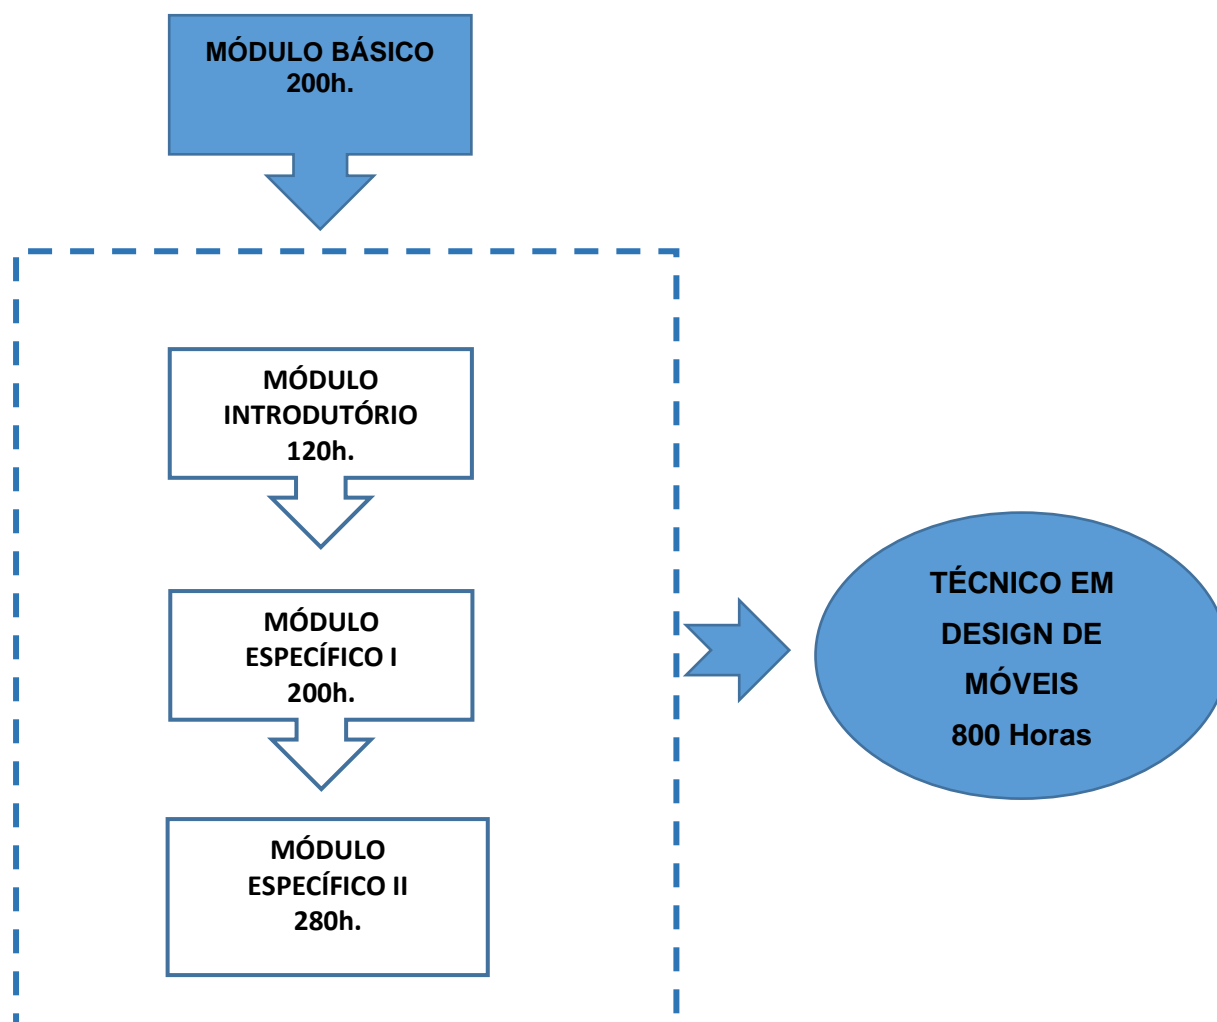 MÓDULO BÁSICO
200h.
MÓDULO
INTRODUTÓRIO
120h.
MÓDULO
ESPECÍFICO I
200h.
MÓDULO
ESPECÍFICO II
280h.
TÉCNICO EM
DESIGN DE
MÓVEIS
800 Horas